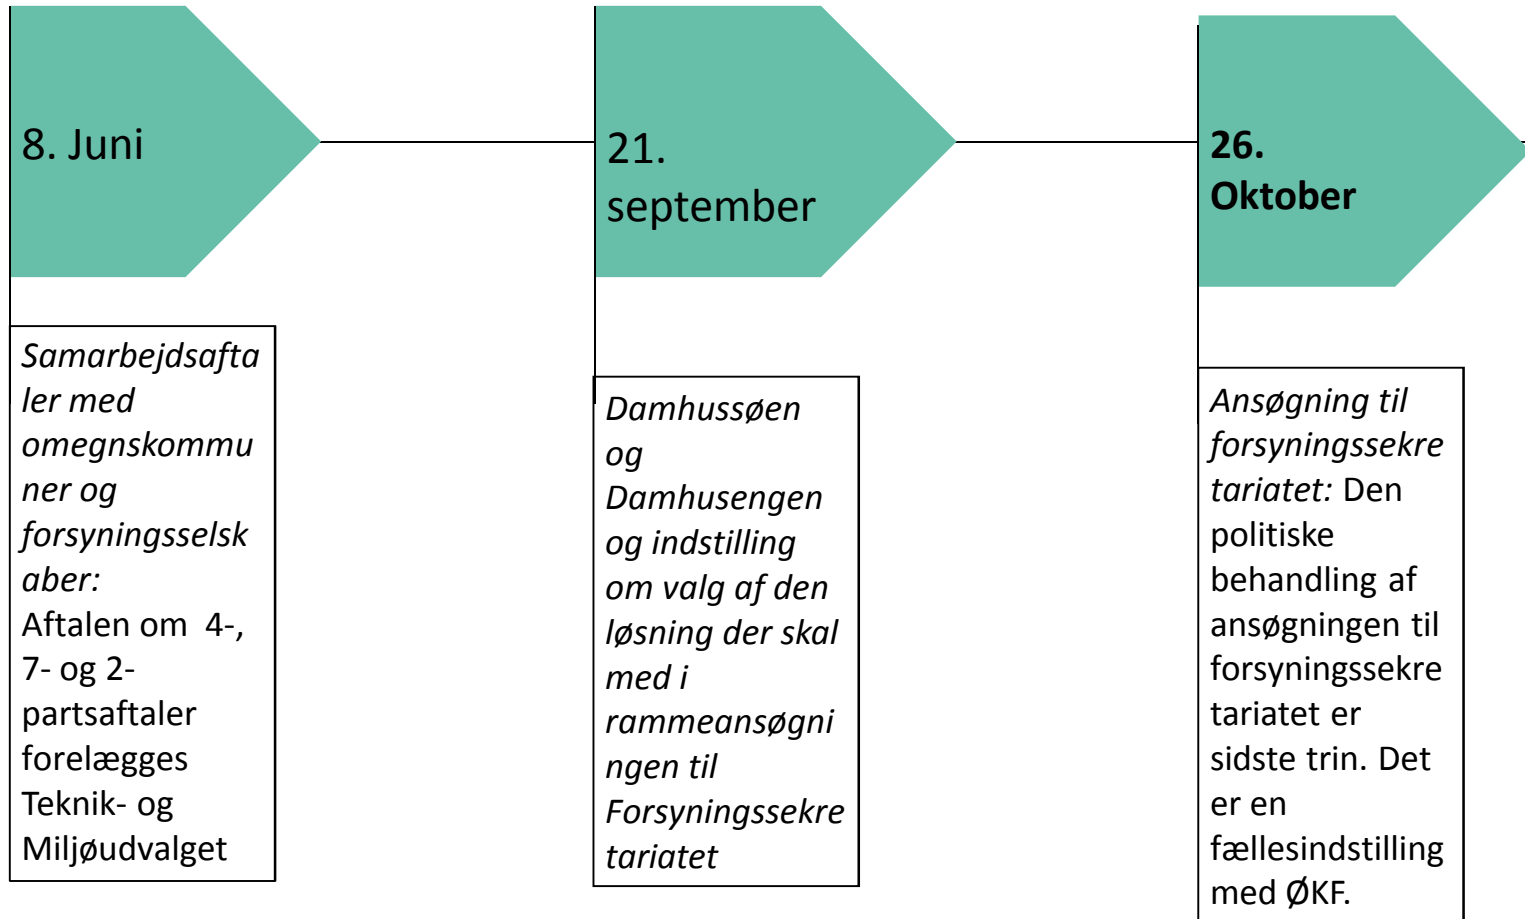 8. Juni
21.
september
26.
Oktober
Samarbejdsafta
ler med
omegnskommu
ner og
forsyningsselsk
aber:
Aftalen om  4-,
7- og 2-
partsaftaler
forelægges
Teknik- og
Miljøudvalget
Damhussøen
og
Damhusengen
og indstilling
om valg af den
løsning der skal
med i
rammeansøgni
ngen til
Forsyningssekre
tariatet
Ansøgning til
forsyningssekre
tariatet: Den
politiske
behandling af
ansøgningen til
forsyningssekre
tariatet er
sidste trin. Det
er en
fællesindstilling
med ØKF.